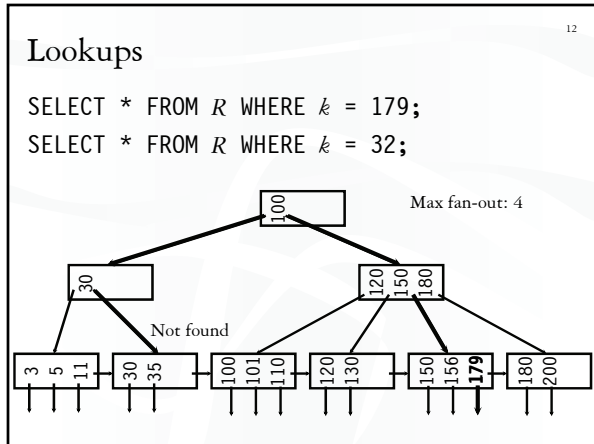 12
Lookups
SELECT * FROM R WHERE k = 179;
SELECT * FROM R WHERE k = 32;
Max fan-out: 4
100
30
120 150 180
Not found
3 5 11
30 35
100 101 110
120 130
150 156 179
180 200